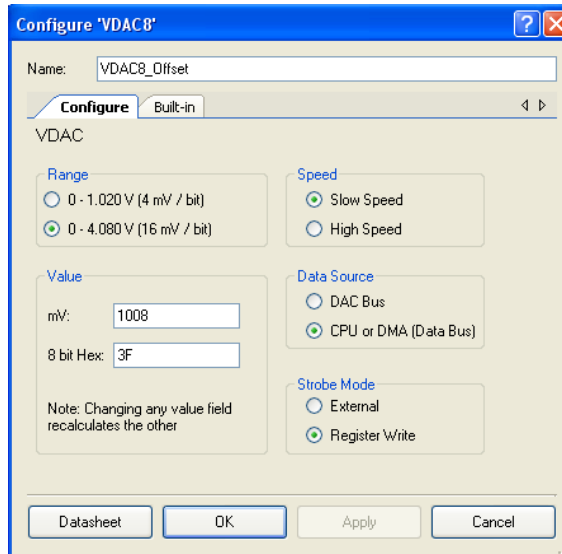 Configure 'VDAC8'
Name: VDAC8_Offset
Configure Built-in
VDAC
Range
0 - 1.020 V (4 mV / bit)
0 - 4.080 V (16 mV / bit)
Speed
Slow Speed
High Speed
Value
mV: 1008
8 bit Hex: 3F
Note: Changing any value field
recalculates the other
Data Source
DAC Bus
CPU or DMA (Data Bus)
Strobe Mode
External
Register Write
Datasheet OK Apply Cancel